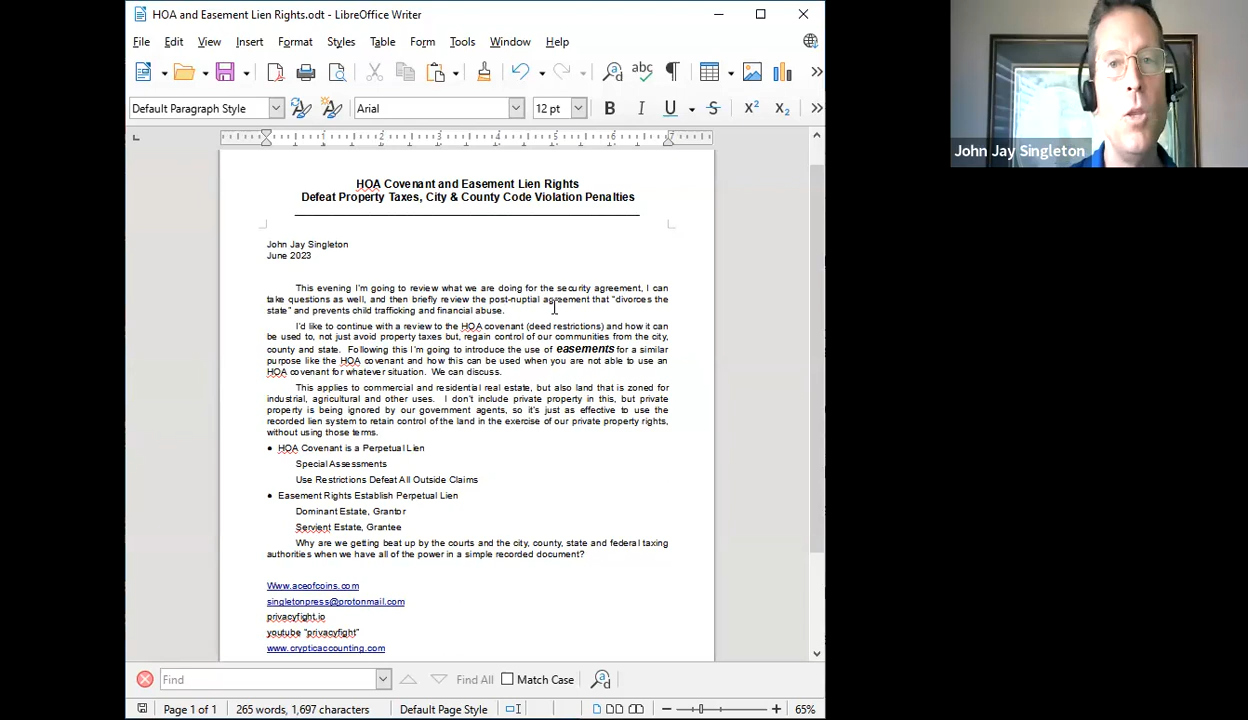 HOA and Easement Lien Rights.odt - LibreOffice Writer
File Edit View Insert Format Styles Table Form Tools Window Help
Default Paragraph Style Arial 12 pt
HOA Covenant and Easement Lien Rights
Defeat Property Taxes, City & County Code Violation Penalties
John Jay Singleton
June 2023
This evening I'm going to review what we are doing for the security agreement, I can
take questions as well, and then briefly review the post-nuptial agreement that "divorces the
state" and prevents child trafficking and financial abuse.
I'd like to continue with a review to the HOA covenant (deed restrictions) and how it can
be used to, not just avoid property taxes but, regain control of our communities from the city,
county and state. Following this I'm going to introduce the use of easements for a similar
purpose like the HOA covenant and how this can be used when you are not able to use an
HOA covenant for whatever situation. We can discuss.
This applies to commercial and residential real estate, but also land that is zoned for
industrial, agricultural and other uses. I don't include private property in this, but private
property is being ignored by our government agents, so it's just as effective to use the
recorded lien system to retain control of the land in the exercise of our private property rights,
without using those terms.
● HOA Covenant is a Perpetual Lien
Special Assessments
Use Restrictions Defeat All Outside Claims
● Easement Rights Establish Perpetual Lien
Dominant Estate, Grantor
Servient Estate, Grantee
Why are we getting beat up by the courts and the city, county, state and federal taxing
authorities when we have all of the power in a simple recorded document?
Www.aceofcoins.com
singletonpress@protonmail.com
privacyfight.io
youtube "privacyfight"
www.crypticaccounting.com
Find Find All Match Case
Page 1 of 1 265 words, 1,697 characters Default Page Style 65%
John Jay Singleton